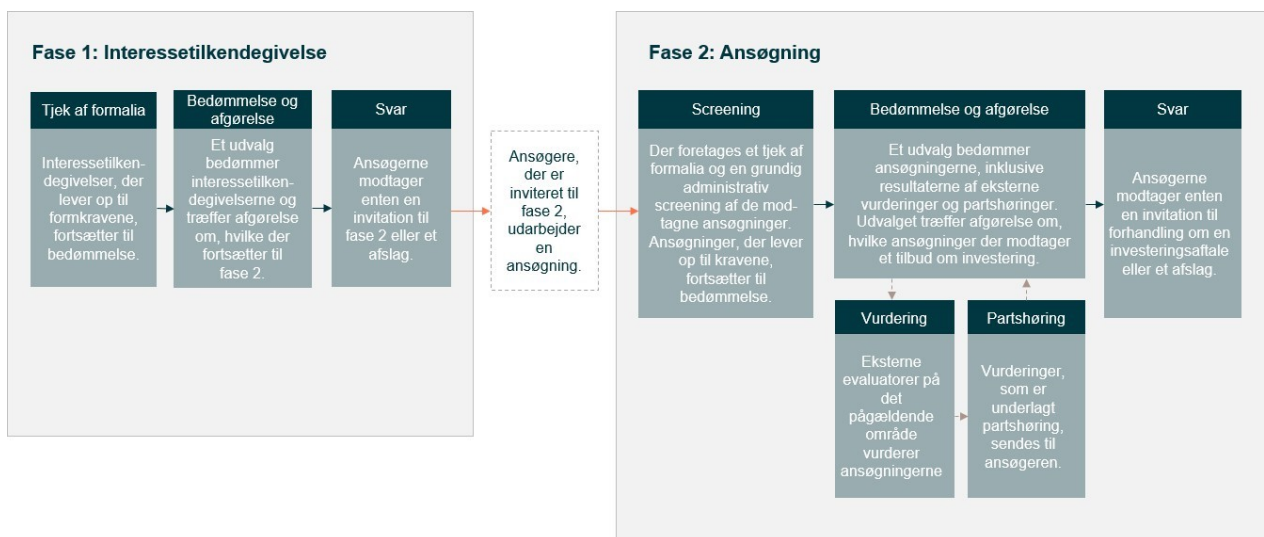 Fase 1: Interessetilkendegivelse
Tjek af formalia
Interessetilken-
degivelser, der
lever op til
formkravene,
fortsætter til
bedømmelse.
Bedømmelse og
afgørelse
Et udvalg
bedømmer
interessetilken-
degivelserne og
træffer afgørelse
om, hvilke der
fortsætter til
fase 2.
Svar
Ansøgerne
modtager
enten en
invitation til
fase 2 eller et
afslag.
Ansøgere,
der er
inviteret til
fase 2,
udarbejder
en
ansøgning.
Fase 2: Ansøgning
Screening
Der foretages et tjek af
formalia og en grundig
administrativ
screening af de mod-
tagne ansøgninger.
Ansøgninger, der lever
op til kravene,
fortsætter til
bedømmelse.
Bedømmelse og afgørelse
Et udvalg bedømmer
ansøgningerne, inklusive
resultaterne af eksterne
vurderinger og partshøringer.
Udvalget træffer afgørelse om,
hvilke ansøgninger der modtager
et tilbud om investering.
Vurdering
Eksterne
evaluatorer på
det
pågældende
område
vurderer
ansøgningerne
Partshøring
Vurderinger,
som er
underlagt
partshøring,
sendes til
ansøgeren.
Svar
Ansøgerne
modtager enten
en invitation til
forhandling om en
investeringsaftale
eller et afslag.